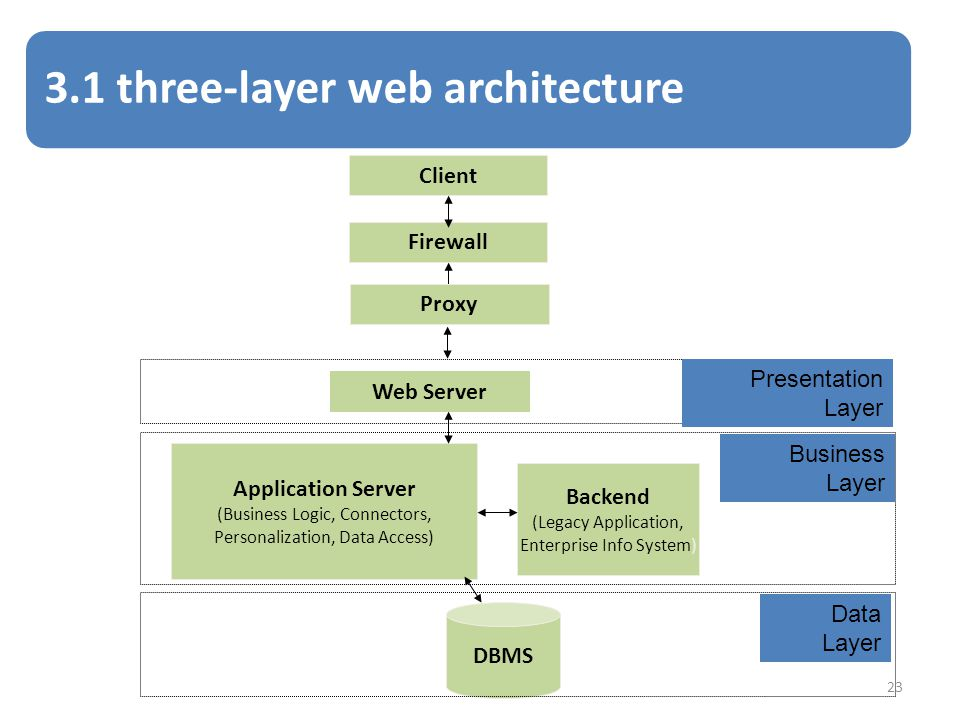 3.1 three-layer web architecture
Client
Firewall
Proxy
Web Server
Presentation
Layer
Business
Layer
Application Server
(Business Logic, Connectors,
Personalization, Data Access)
Backend
(Legacy Application,
Enterprise Info System)
Data
Layer
DBMS
23